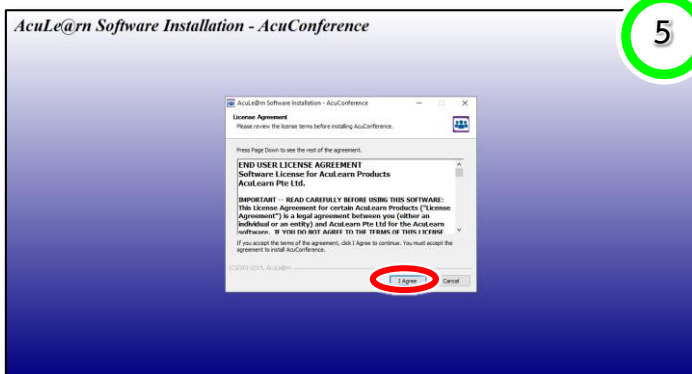 AcuLe@rn Software Installation - AcuConference
5
AcuLe@rn Software Installation - AcuConference
License Agreement
Please review the license terms before installing AcuConference.
Press Page Down to see the rest of the agreement.
END USER LICENSE AGREEMENT
Software License for AcuLearn Products
AcuLearn Pte Ltd.
IMPORTANT -- READ CAREFULLY BEFORE USING THIS SOFTWARE:
This License Agreement for certain AcuLearn Products ("License
Agreement") is a legal agreement between you (either an
individual or an entity) and AcuLearn Pte Ltd for the AcuLearn
software. IF YOU DO NOT AGREE TO THE TERMS OF THIS LICENSE
If you accept the terms of the agreement, click I Agree to continue. You must accept the
agreement to install AcuConference.
AcuLe@rn
I Agree
Cancel